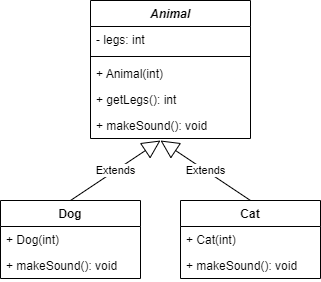 Animal
- legs: int
+ Animal(int)
+ getLegs(): int
+ makeSound(): void
Extends
Extends
Dog
+ Dog(int)
+ makeSound(): void
Cat
+ Cat(int)
+ makeSound(): void